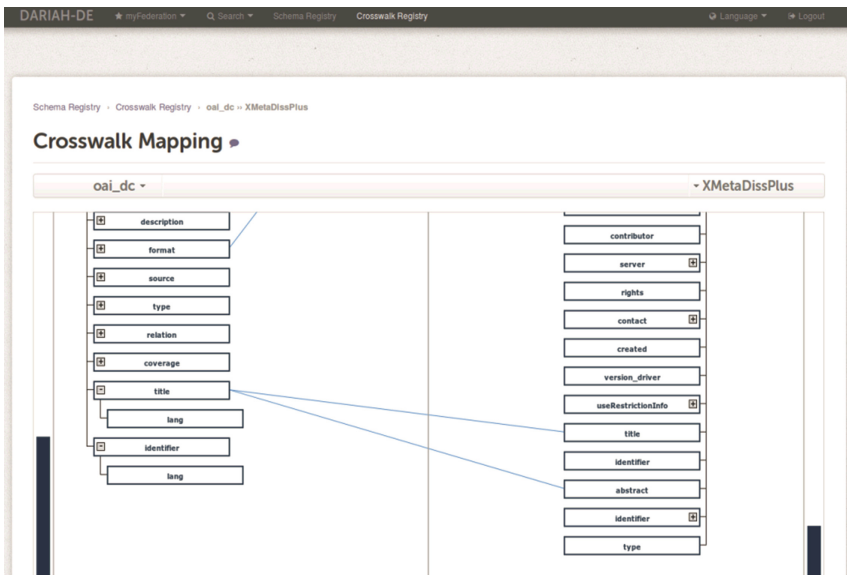 DARIAH-DE myFederation Search Schema Registry Crosswalk Registry Language Logout
Schema Registry › Crosswalk Registry › oai_dc ›› XMetaDissPlus
Crosswalk Mapping
oai_dc
XMetaDissPlus
description
format
source
type
relation
coverage
title
lang
identifier
lang
contributor
server
rights
contact
created
version_driver
useRestrictionInfo
title
identifier
abstract
identifier
type